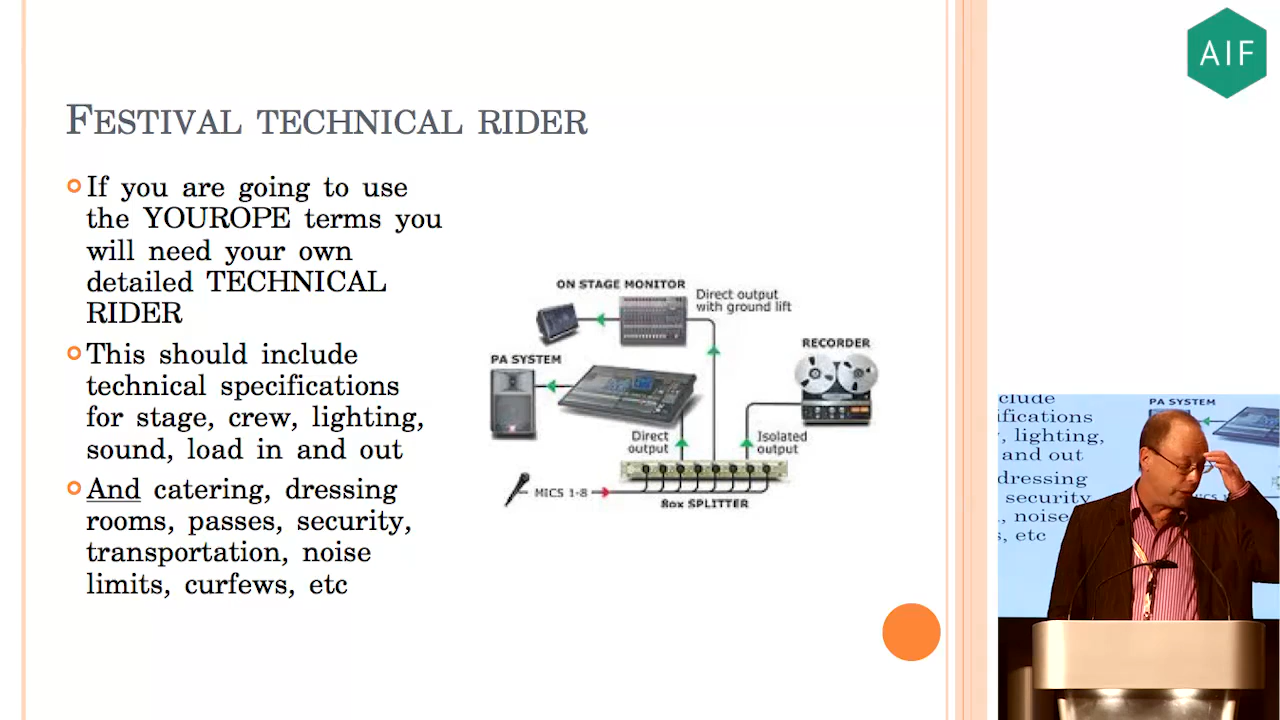 AIF
FESTIVAL TECHNICAL RIDER
If you are going to use
the YOUROPE terms you
will need your own
detailed TECHNICAL
RIDER
This should include
technical specifications
for stage, crew, lighting,
sound, load in and out
And catering, dressing
rooms, passes, security,
transportation, noise
limits, curfews, etc
ON STAGE MONITOR
Direct output
with ground lift
RECORDER
PA SYSTEM
Direct
output
Isolated
output
MICS 1-8
8ox SPLITTER
clude
ifications
, lighting,
and out
dressing
security
, noise
s, etc
PA SYSTEM